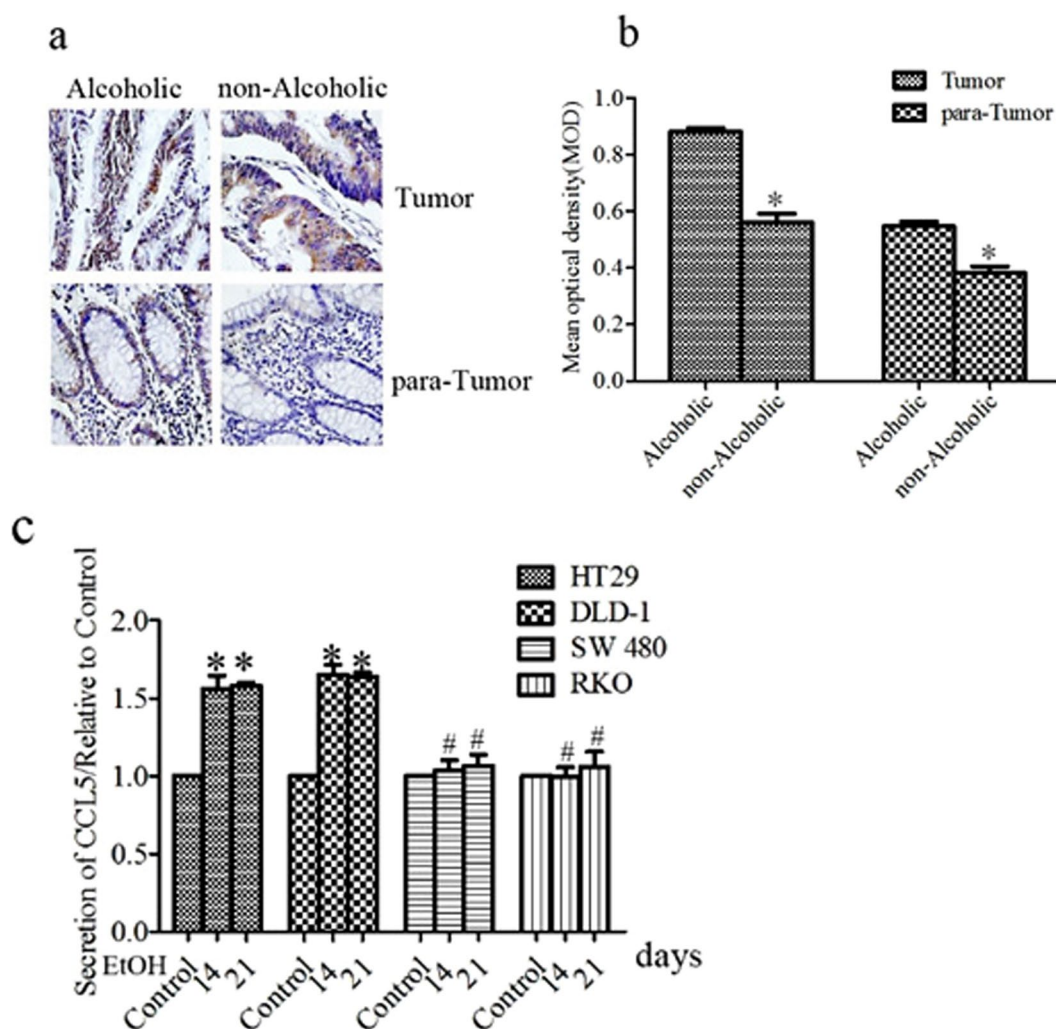 a
Alcoholic non-Alcoholic
Tumor
para-Tumor
b
Tumor
para-Tumor
Mean optical density(MOD)
1.0
0.8
0.6
0.4
0.2
0.0
* *
Alcoholic non-Alcoholic Alcoholic non-Alcoholic
c
HT29
DLD-1
SW 480
RKO
Secretion of CCL5/Relative to Control
2.0
1.5
1.0
0.5
0.0
* * * * # # # #
EtOH Control 14 21 Control 14 21 Control 14 21 Control 14 21 days